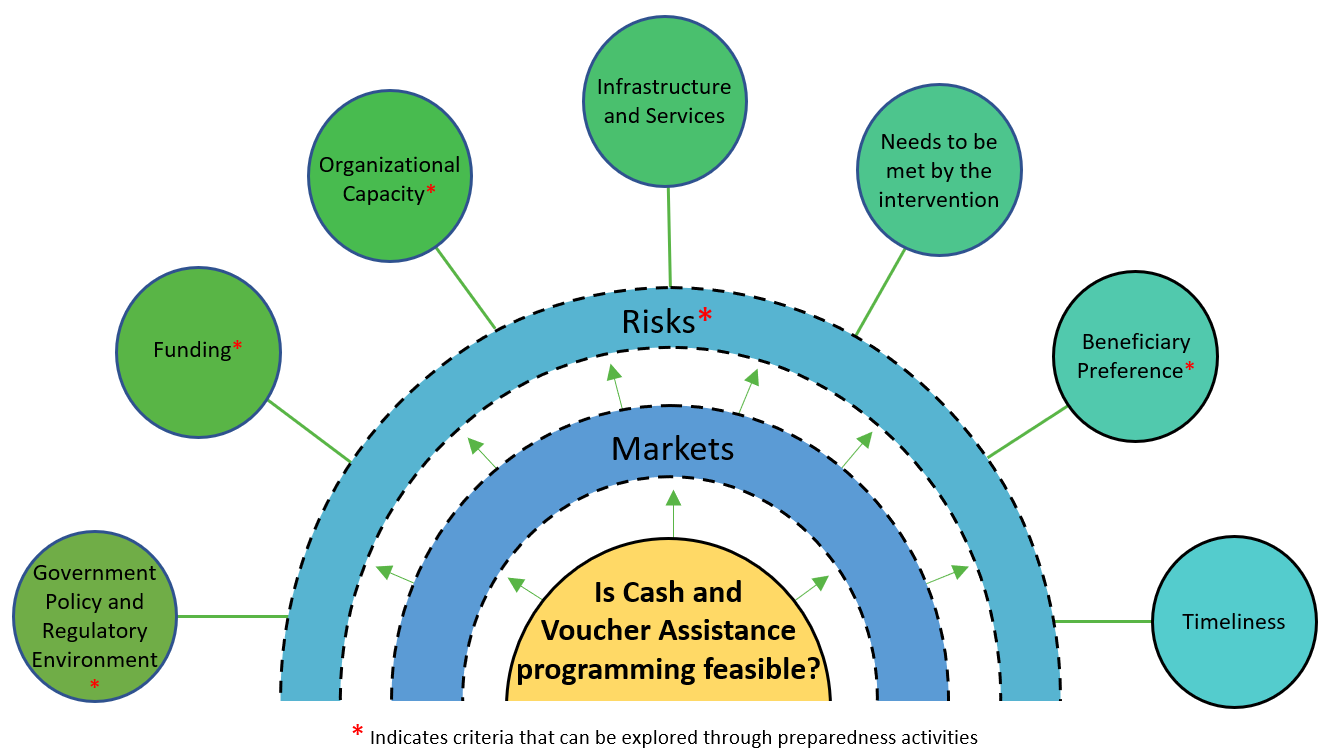 Infrastructure
and Services
Organizational
Capacity*
Needs to be
met by the
intervention
Funding*
Risks*
Beneficiary
Preference*
Markets
Government
Policy and
Regulatory
Environment
*
Is Cash and
Voucher Assistance
programming feasible?
Timeliness
* Indicates criteria that can be explored through preparedness activities